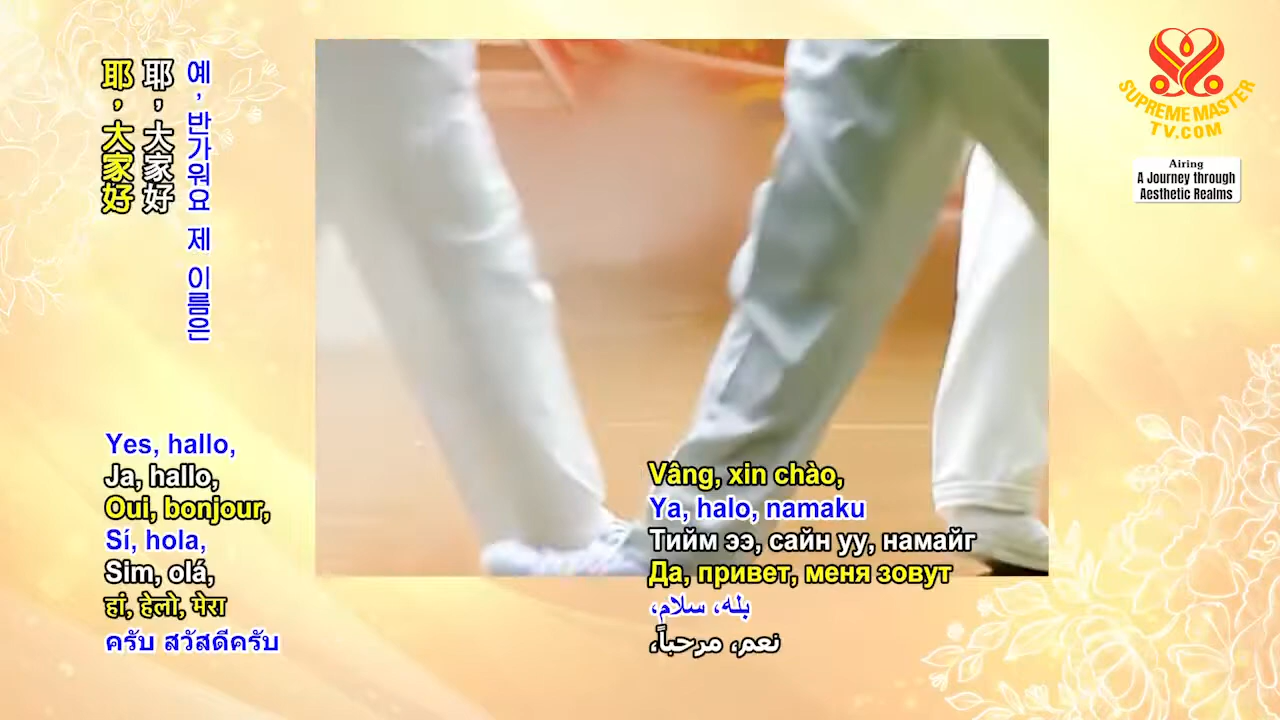 예, 반가워요 제 이름은
耶，大家好
耶，大家好
SUPREME MASTER
TV.COM
Airing
A Journey through
Aesthetic Realms
Yes, hallo,
Ja, hallo,
Oui, bonjour,
Sí, hola,
Sim, olá,
हां, हेलो, मेरा
ครับ สวัสดีครับ
Vâng, xin chào,
Ya, halo, namaku
Тийм ээ, сайн уу, намайг
Да, привет, меня зовут
بله، سلام،
نعم، مرحباً،